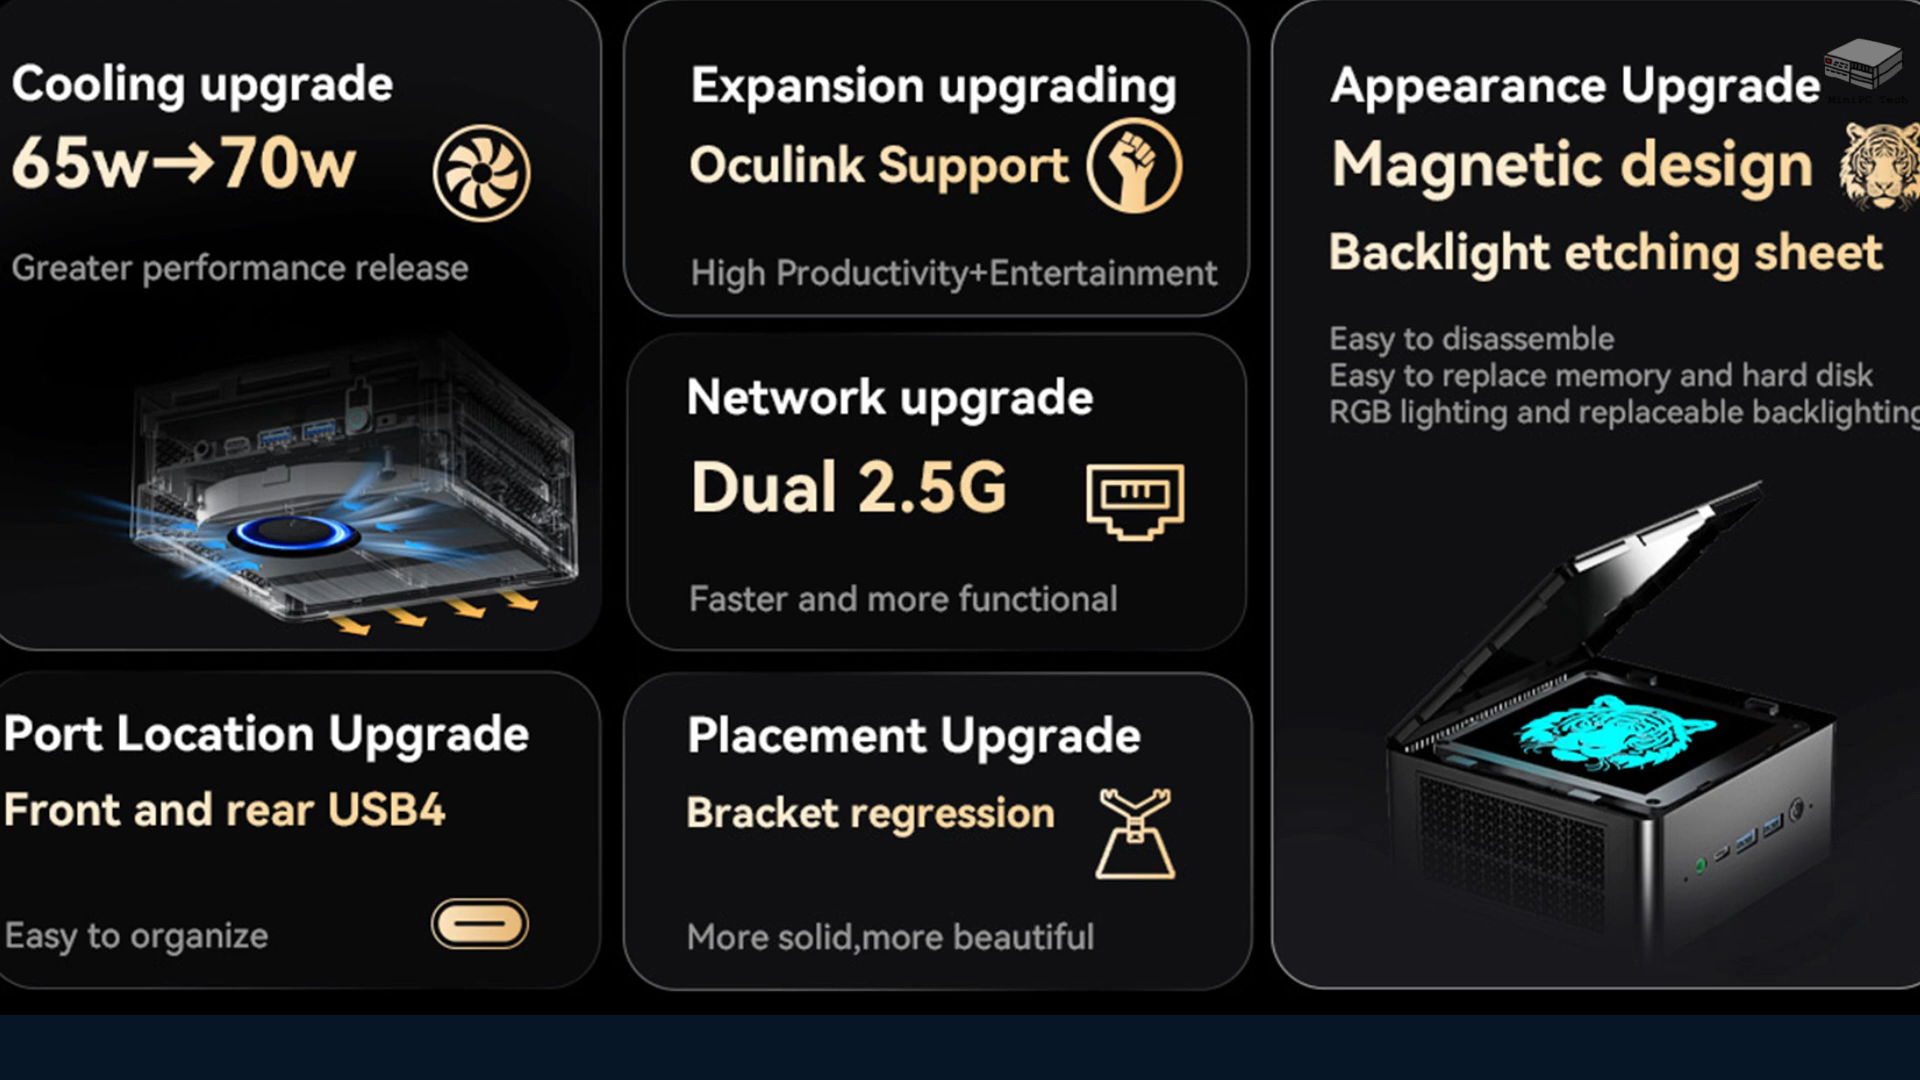 Cooling upgrade
65w→70w
Greater performance release
Expansion upgrading
Oculink Support
High Productivity+Entertainment
Network upgrade
Dual 2.5G
Faster and more functional
Appearance Upgrade
MiniPC Tech
Magnetic design
Backlight etching sheet
Easy to disassemble
Easy to replace memory and hard disk
RGB lighting and replaceable backlighting
Port Location Upgrade
Front and rear USB4
Easy to organize
Placement Upgrade
Bracket regression
More solid,more beautiful